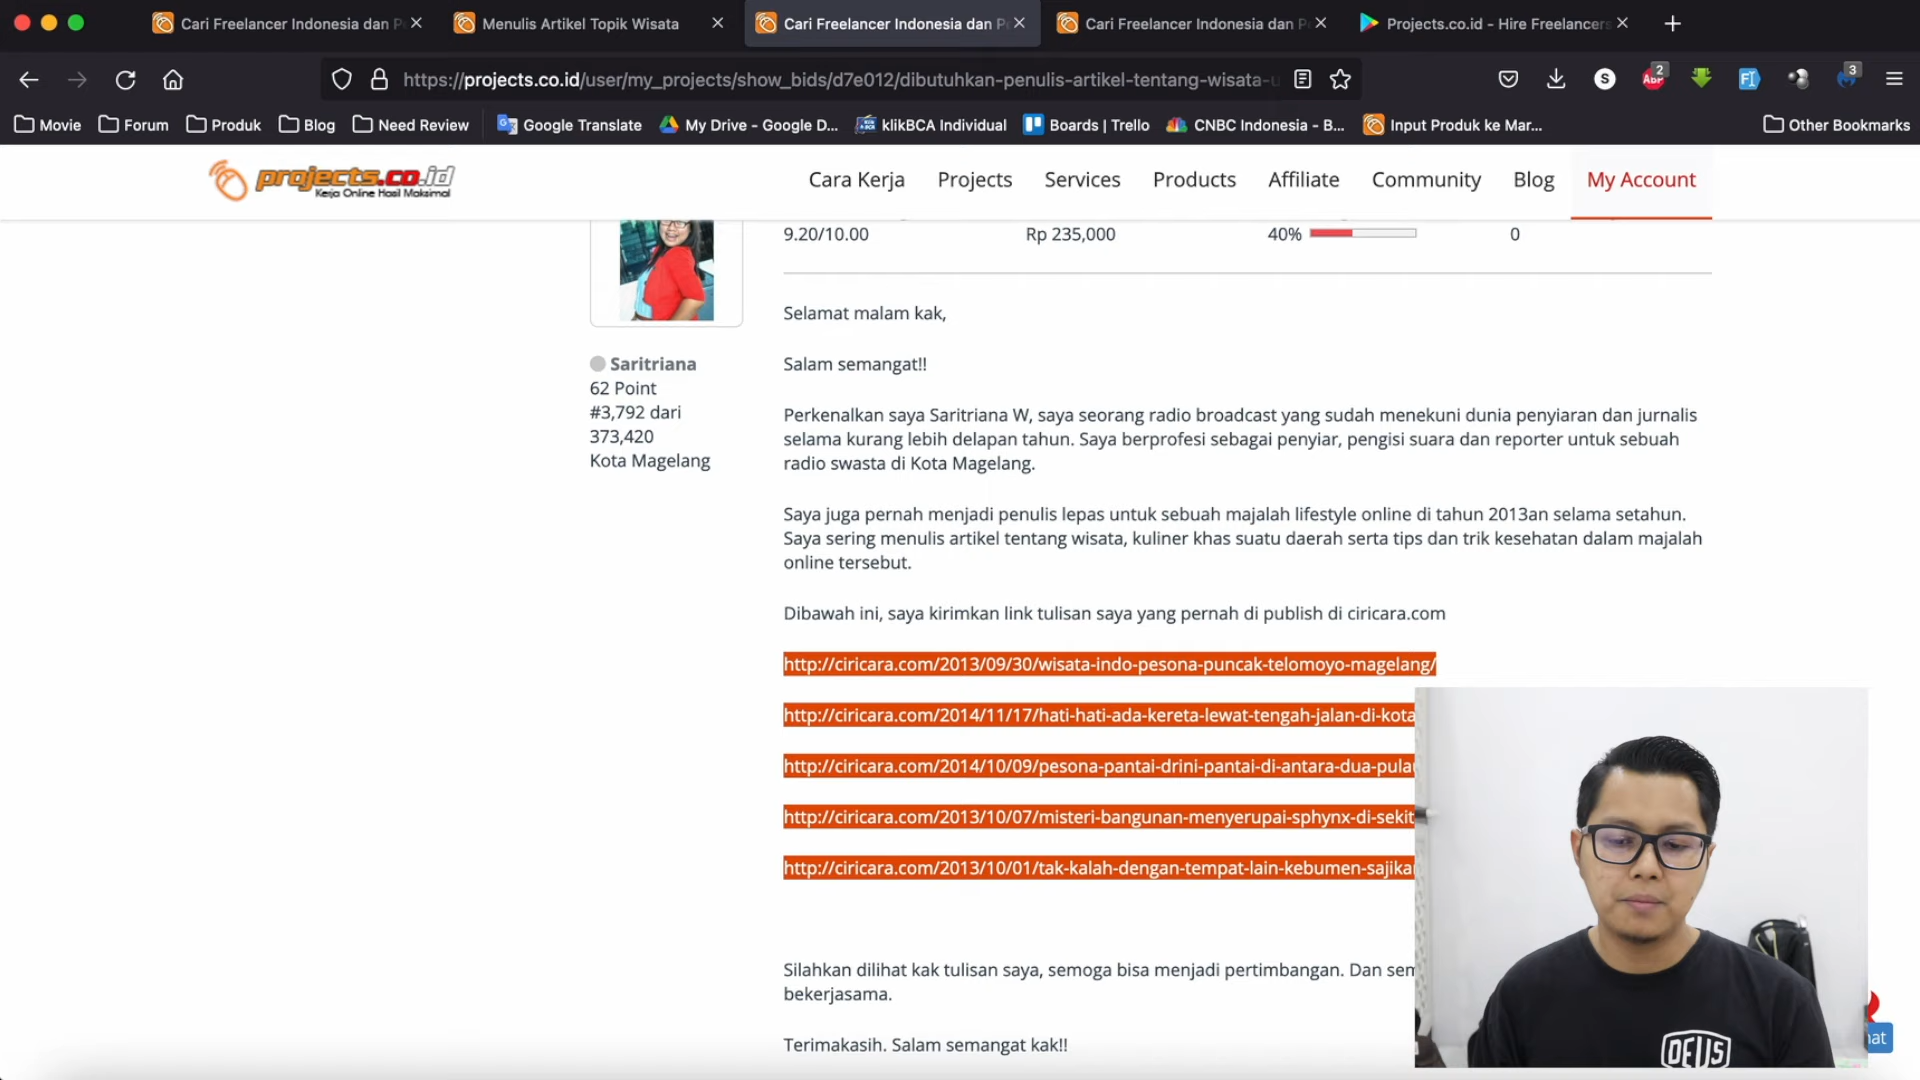 Cari Freelancer Indonesia dan P
Menulis Artikel Topik Wisata
Cari Freelancer Indonesia dan P
Cari Freelancer Indonesia dan P
Projects.co.id - Hire Freelancers
https://projects.co.id/user/my_projects/show_bids/d7e012/dibutuhkan-penulis-artikel-tentang-wisata-u
S
ABP
2
FI
3
Movie
Forum
Produk
Blog
Need Review
Google Translate
My Drive - Google D...
klikBCA Individual
Boards | Trello
CNBC Indonesia - B...
Input Produk ke Mar...
Other Bookmarks
projects.co.id
Kerja Online Hasil Maksimal
Cara Kerja
Projects
Services
Products
Affiliate
Community
Blog
My Account
9.20/10.00
Rp 235,000
40%
0
Saritriana
62 Point
#3,792 dari
373,420
Kota Magelang
Selamat malam kak,
Salam semangat!!
Perkenalkan saya Saritriana W, saya seorang radio broadcast yang sudah menekuni dunia penyiaran dan jurnalis
selama kurang lebih delapan tahun. Saya berprofesi sebagai penyiar, pengisi suara dan reporter untuk sebuah
radio swasta di Kota Magelang.
Saya juga pernah menjadi penulis lepas untuk sebuah majalah lifestyle online di tahun 2013an selama setahun.
Saya sering menulis artikel tentang wisata, kuliner khas suatu daerah serta tips dan trik kesehatan dalam majalah
online tersebut.
Dibawah ini, saya kirimkan link tulisan saya yang pernah di publish di ciricara.com
http://ciricara.com/2013/09/30/wisata-indo-pesona-puncak-telomoyo-magelang/
http://ciricara.com/2014/11/17/hati-hati-ada-kereta-lewat-tengah-jalan-di-kota
http://ciricara.com/2014/10/09/pesona-pantai-drini-pantai-di-antara-dua-pulau
http://ciricara.com/2013/10/07/misteri-bangunan-menyerupai-sphynx-di-sekit
http://ciricara.com/2013/10/01/tak-kalah-dengan-tempat-lain-kebumen-sajikan
Silahkan dilihat kak tulisan saya, semoga bisa menjadi pertimbangan. Dan sem
bekerjasama.
Terimakasih. Salam semangat kak!!
DEUS
hat